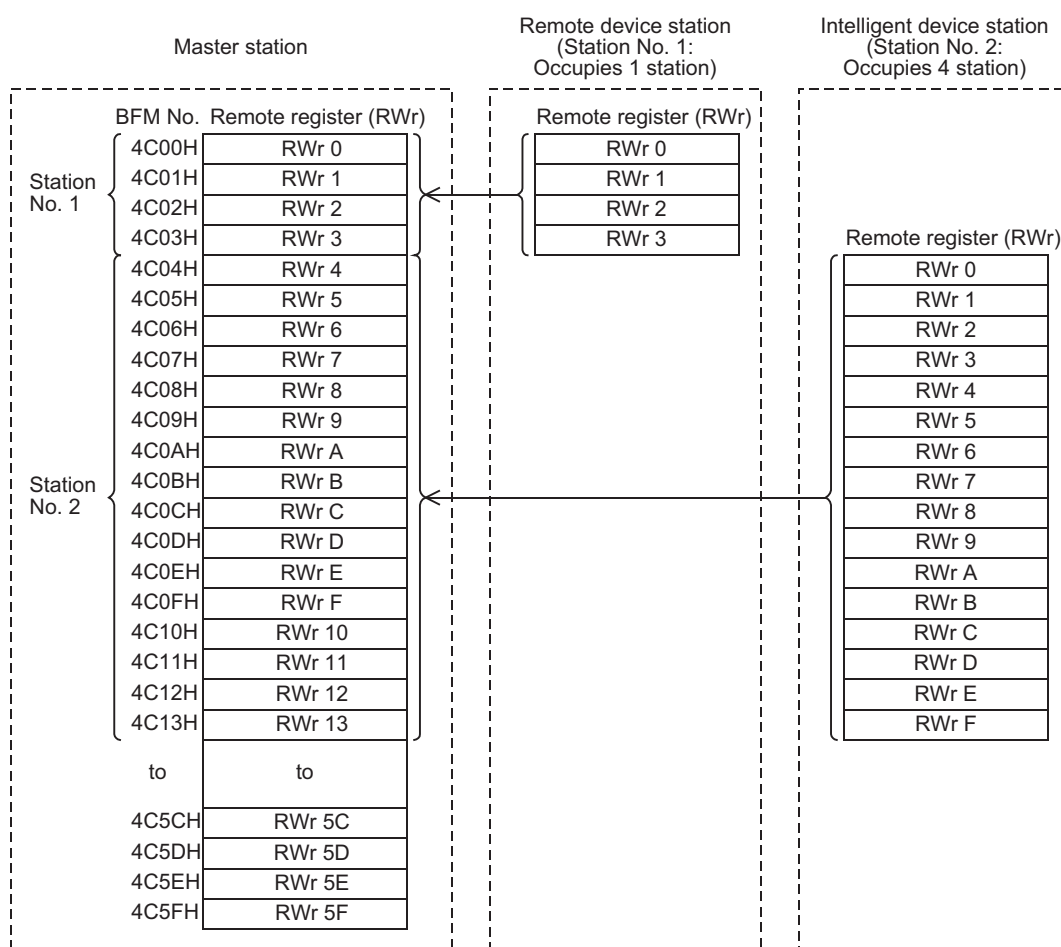 Master station
Remote device station
(Station No. 1:
Occupies 1 station)
Intelligent device station
(Station No. 2:
Occupies 4 station)
BFM No. Remote register (RWr)
Station
No. 1
4C00H RWr 0
4C01H RWr 1
4C02H RWr 2
4C03H RWr 3
Station
No. 2
4C04H RWr 4
4C05H RWr 5
4C06H RWr 6
4C07H RWr 7
4C08H RWr 8
4C09H RWr 9
4C0AH RWr A
4C0BH RWr B
4C0CH RWr C
4C0DH RWr D
4C0EH RWr E
4C0FH RWr F
4C10H RWr 10
4C11H RWr 11
4C12H RWr 12
4C13H RWr 13
to to
4C5CH RWr 5C
4C5DH RWr 5D
4C5EH RWr 5E
4C5FH RWr 5F
Remote register (RWr)
RWr 0
RWr 1
RWr 2
RWr 3
Remote register (RWr)
RWr 0
RWr 1
RWr 2
RWr 3
RWr 4
RWr 5
RWr 6
RWr 7
RWr 8
RWr 9
RWr A
RWr B
RWr C
RWr D
RWr E
RWr F